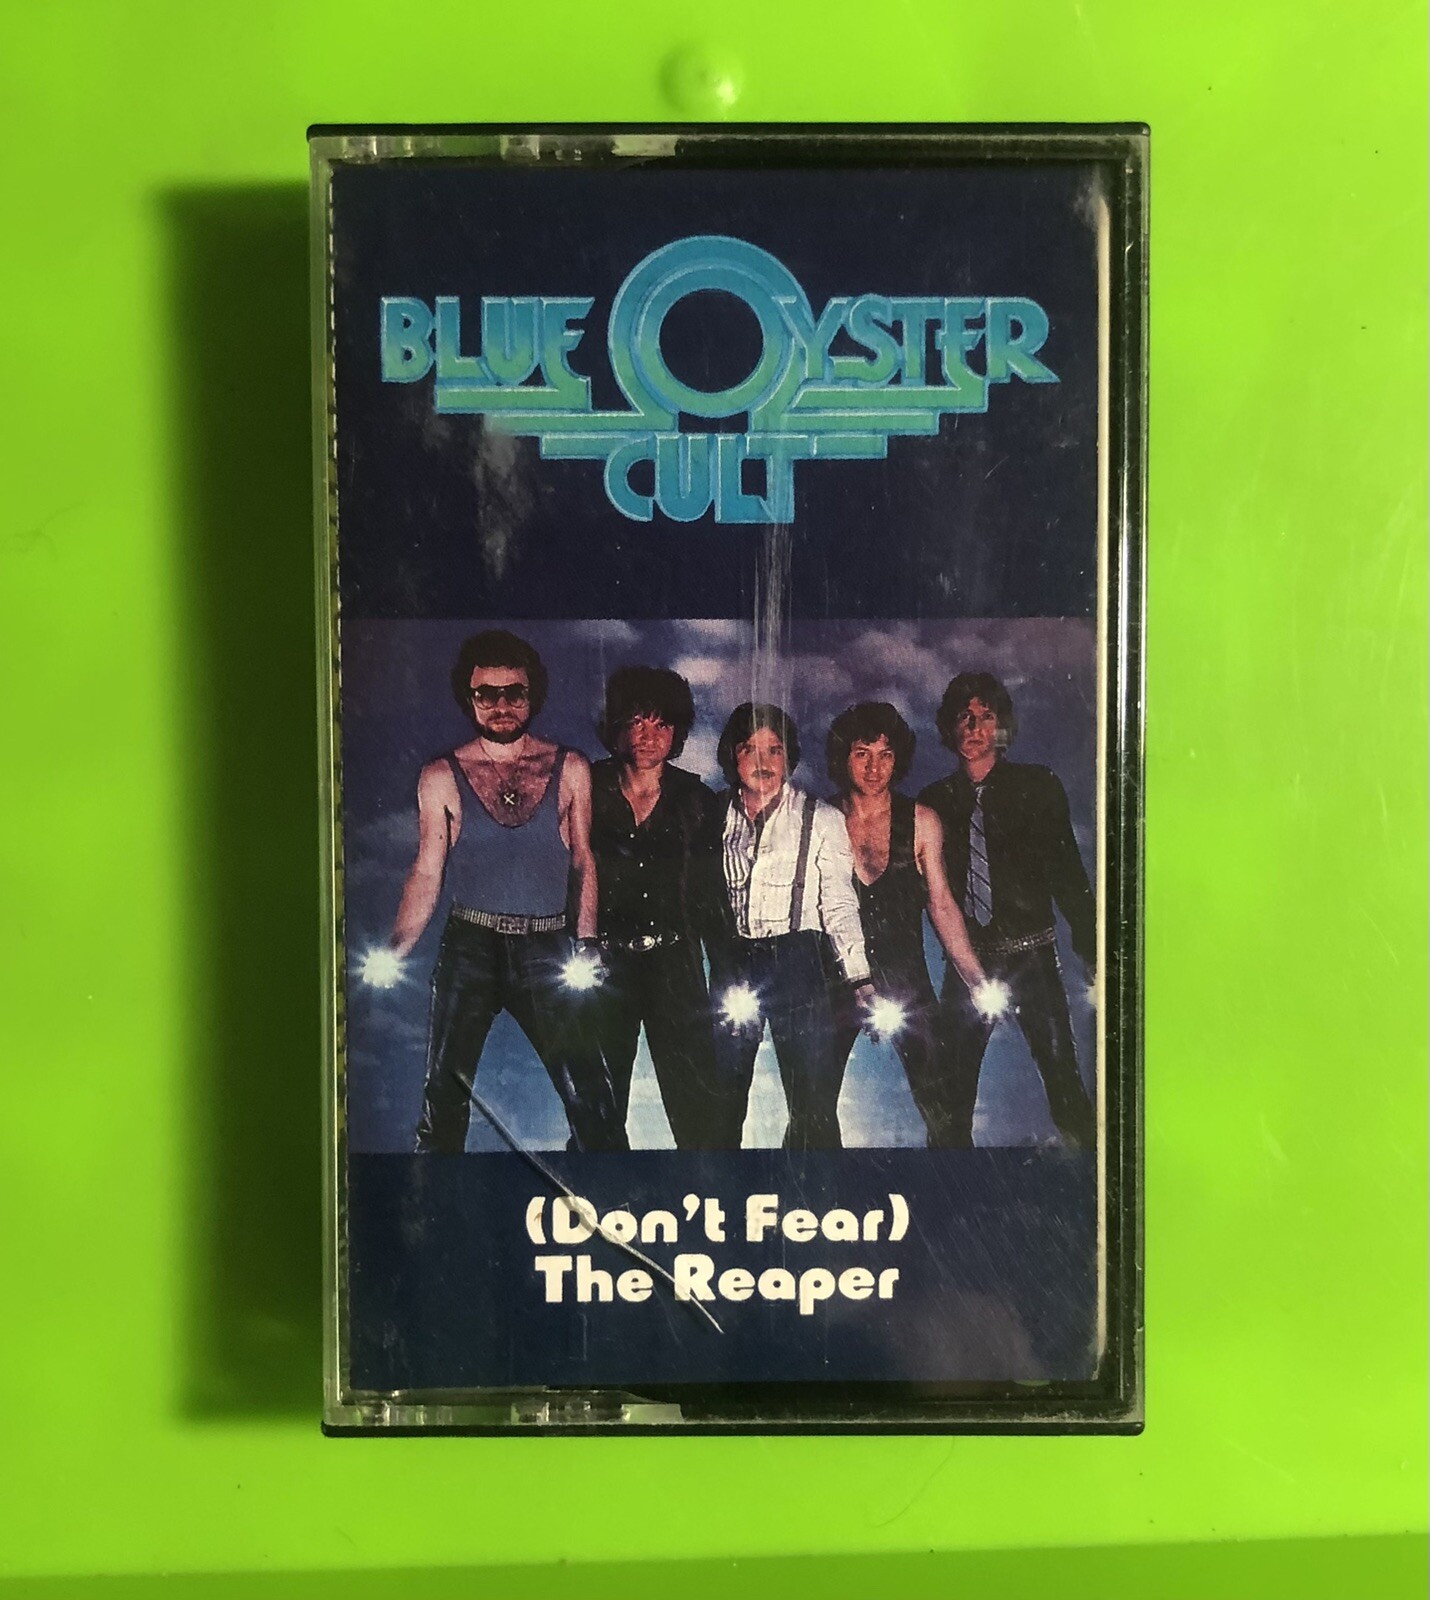 BLUE OYSTER
CULT
(Don't Fear)
The Reaper